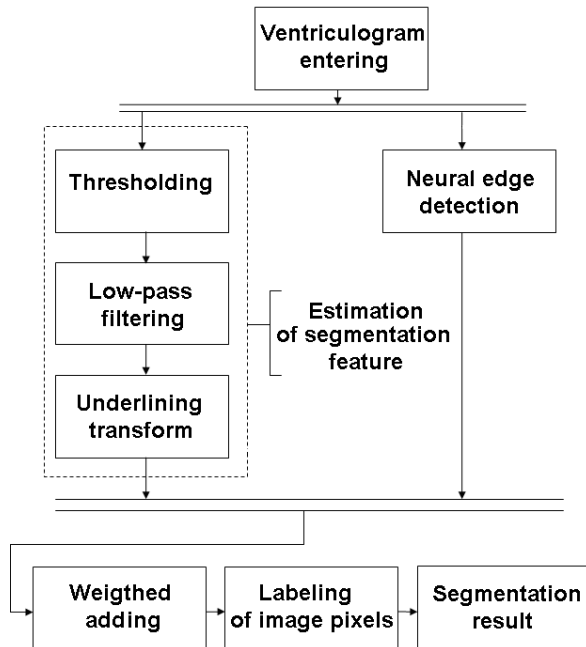 Ventriculogram
entering
Thresholding
Neural edge
detection
Low-pass
filtering
Estimation
of segmentation
feature
Underlining
transform
Weigthed
adding
Labeling
of image pixels
Segmentation
result